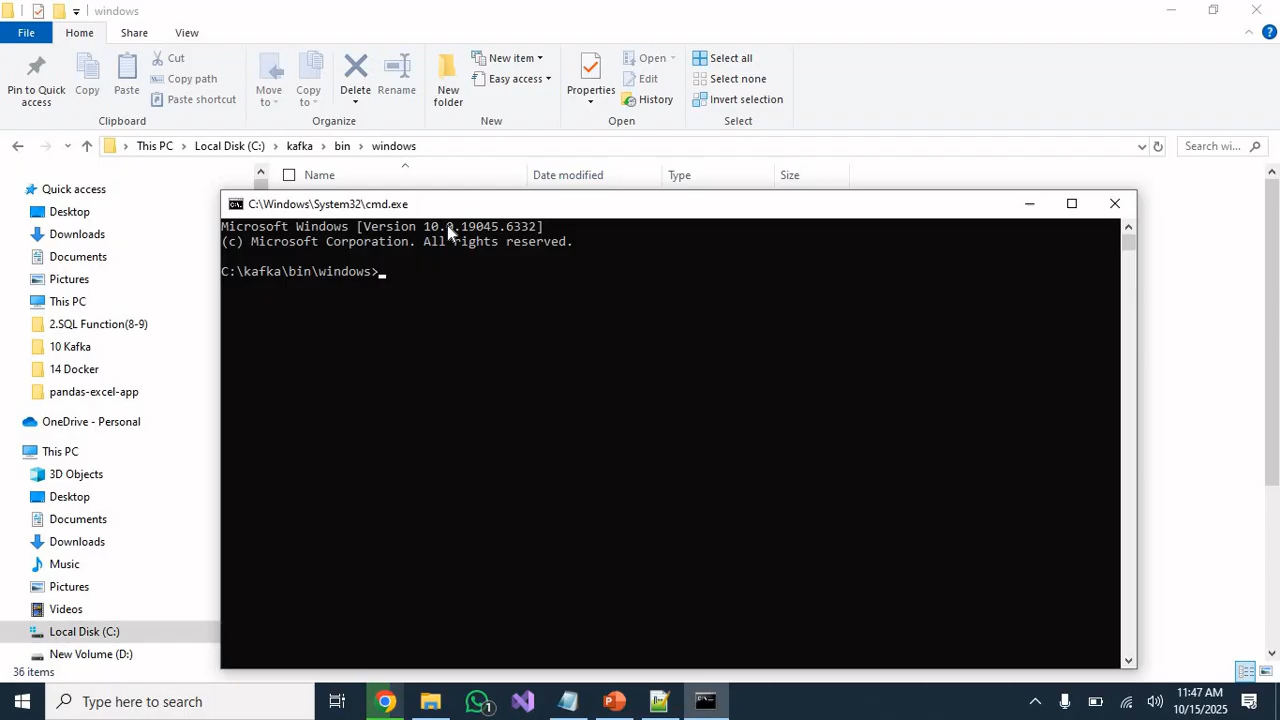 windows
File
Home
Share
View
Pin to Quick access
Copy
Paste
Cut
Copy path
Paste shortcut
Clipboard
Move to
Copy to
Delete
Rename
Organize
New folder
New item
Easy access
New
Properties
Open
Edit
History
Open
Select all
Select none
Invert selection
Select
This PC
Local Disk (C:)
kafka
bin
windows
Search wi...
Name
Date modified
Type
Size
Quick access
Desktop
Downloads
Documents
Pictures
This PC
2.SQL Function(8-9)
10 Kafka
14 Docker
pandas-excel-app
OneDrive - Personal
This PC
3D Objects
Desktop
Documents
Downloads
Music
Pictures
Videos
Local Disk (C:)
New Volume (D:)
36 items
C:\Windows\System32\cmd.exe
Microsoft Windows [Version 10.0.19045.6332]
(c) Microsoft Corporation. All rights reserved.
C:\kafka\bin\windows>
Type here to search
1
11:47 AM
10/15/2025